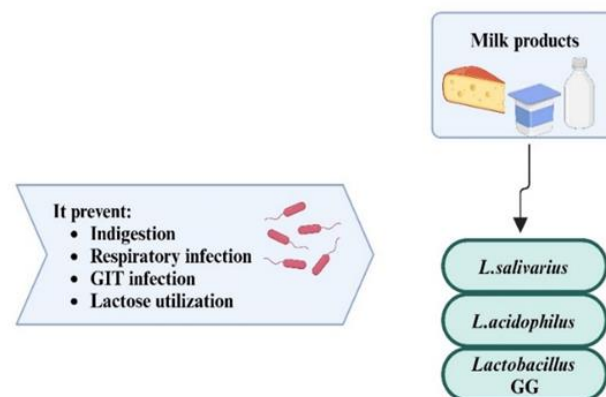 Milk products
It prevent:
• Indigestion
• Respiratory infection
• GIT infection
• Lactose utilization
L.salivarius
L.acidophilus
Lactobacillus
GG